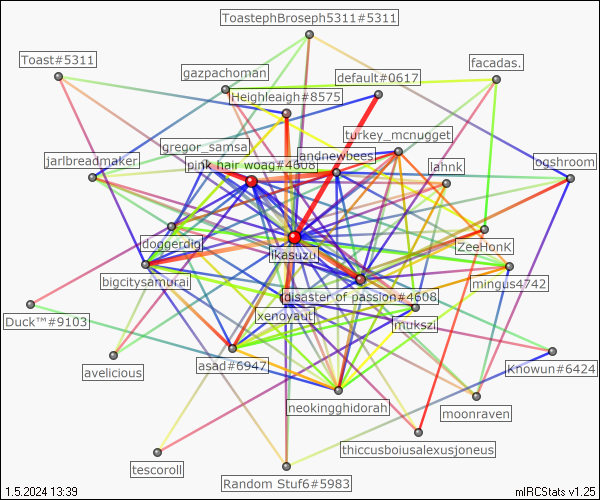 ToastephBroseph5311#5311
Toast#5311
facadas.
gazpachoman
default#0617
Heighleaigh#8575
turkey_mcnugget
gregor_samsa
andnewbees
jarlbreadmaker
pink hair woag#4608
lahnk
ogshroom
doggerdig
ikasuzu
ZeeHonK
bigcitysamurai
mingus4742
disaster of passion#4608
xenoyaut
Duck™#9103
mukszi
avelicious
asad#6947
Knowun#6424
neokingghidorah
moonraven
thiccusboiusalexusjoneus
tescoroll
Random Stuf6#5983
1.5.2024 13:39
mIRCStats v1.25